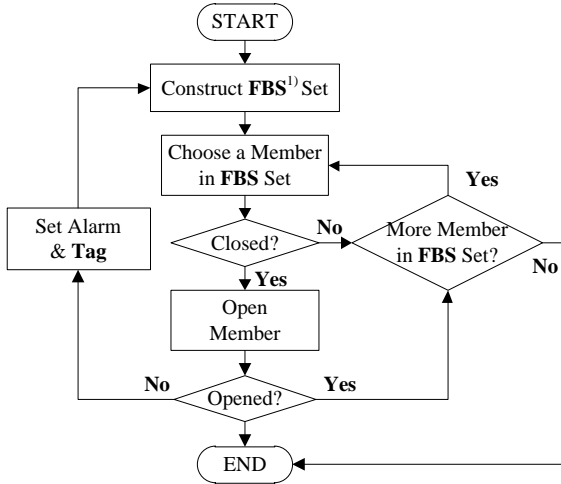 START
Construct FBS1) Set
Choose a Member
in FBS Set
Yes
Set Alarm
& Tag
Closed?
No
More Member
in FBS Set?
No
Yes
Open
Member
No
Opened?
Yes
END